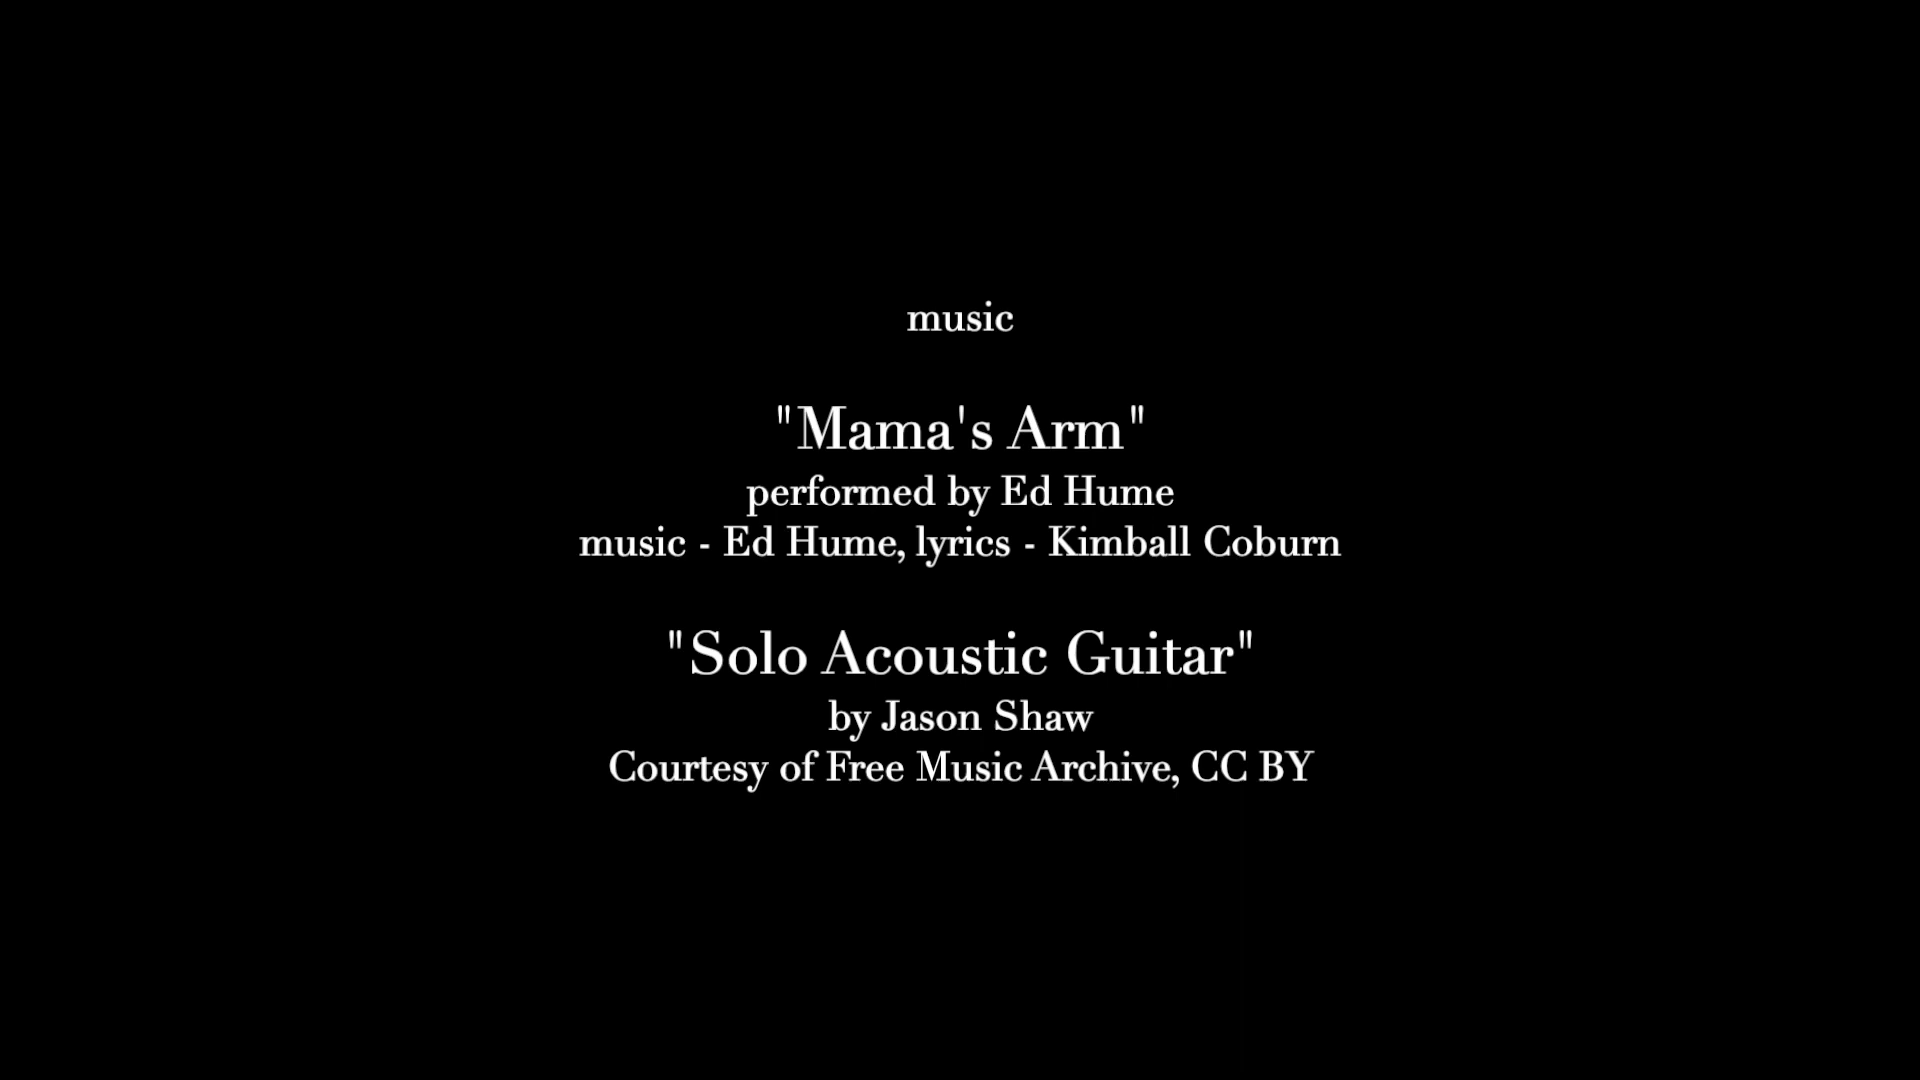 music
"Mama's Arm"
performed by Ed Hume
music - Ed Hume, lyrics - Kimball Coburn
"Solo Acoustic Guitar"
by Jason Shaw
Courtesy of Free Music Archive, CC BY